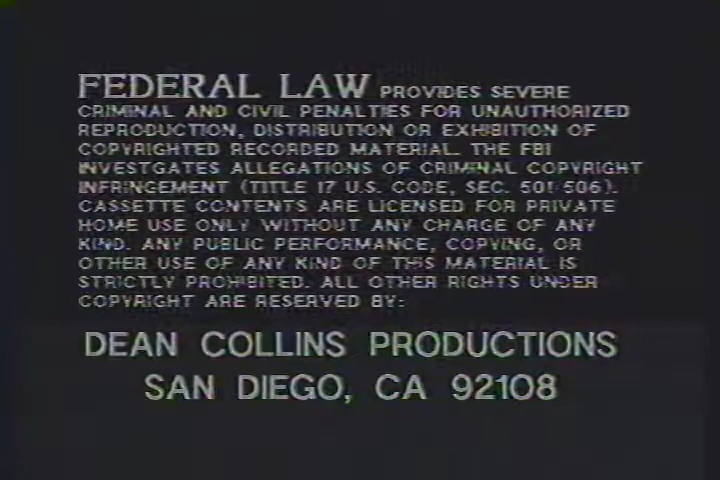 FEDERAL LAW PROVIDES SEVERE
CRIMINAL AND CIVIL PENALTIES FOR UNAUTHORIZED
REPRODUCTION, DISTRIBUTION OR EXHIBITION OF
COPYRIGHTED RECORDED MATERIAL. THE FBI
INVESTGATES ALLEGATIONS OF CRIMINAL COPYRIGHT
INFRINGEMENT (TITLE 17 U.S. CODE, SEC. 501-506).
CASSETTE CONTENTS ARE LICENSED FOR PRIVATE
HOME USE ONLY WITHOUT ANY CHARGE OF ANY
KIND. ANY PUBLIC PERFORMANCE, COPYING, OR
OTHER USE OF ANY KIND OF THIS MATERIAL IS
STRICTLY PROHIBITED. ALL OTHER RIGHTS UNDER
COPYRIGHT ARE RESERVED BY:
DEAN COLLINS PRODUCTIONS
SAN DIEGO, CA 92108